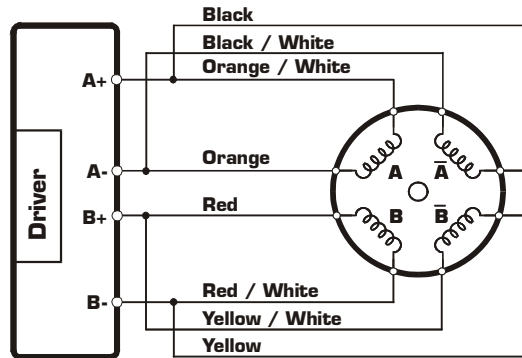 Black
Black / White
Orange / White
A+
A-
Orange
A
A̅
Driver
B+
Red
B
B̅
B-
Red / White
Yellow / White
Yellow